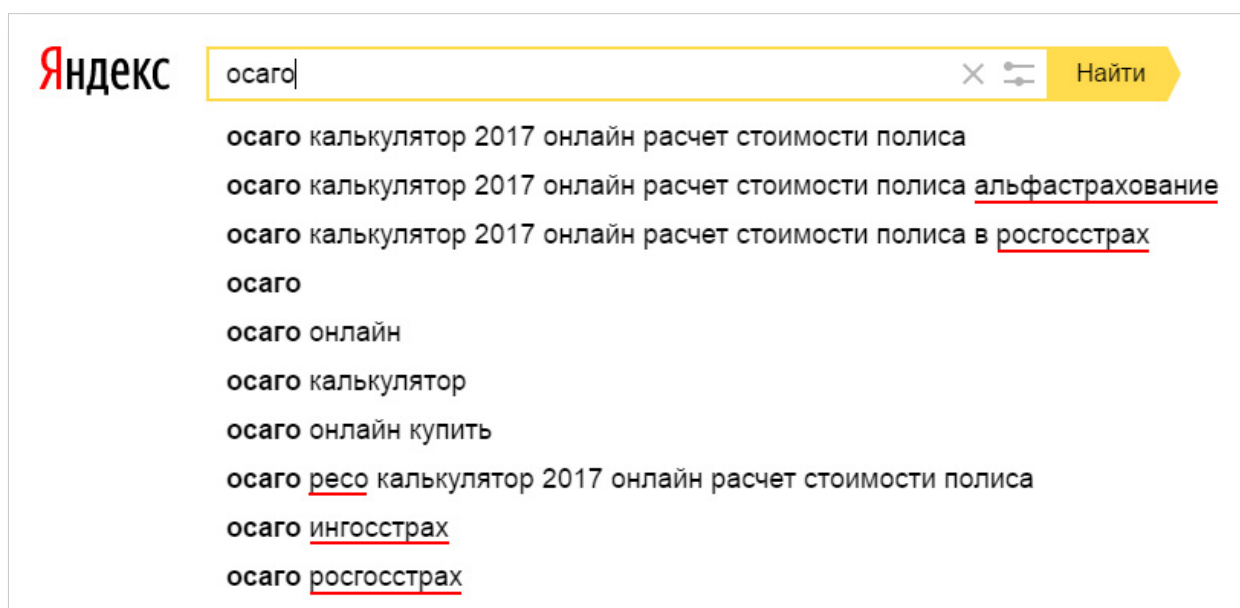 Яндекс осаго Найти
осаго калькулятор 2017 онлайн расчет стоимости полиса
осаго калькулятор 2017 онлайн расчет стоимости полиса альфастрахование
осаго калькулятор 2017 онлайн расчет стоимости полиса в росгосстрах
осаго
осаго онлайн
осаго калькулятор
осаго онлайн купить
осаго ресо калькулятор 2017 онлайн расчет стоимости полиса
осаго ингосстрах
осаго росгосстрах